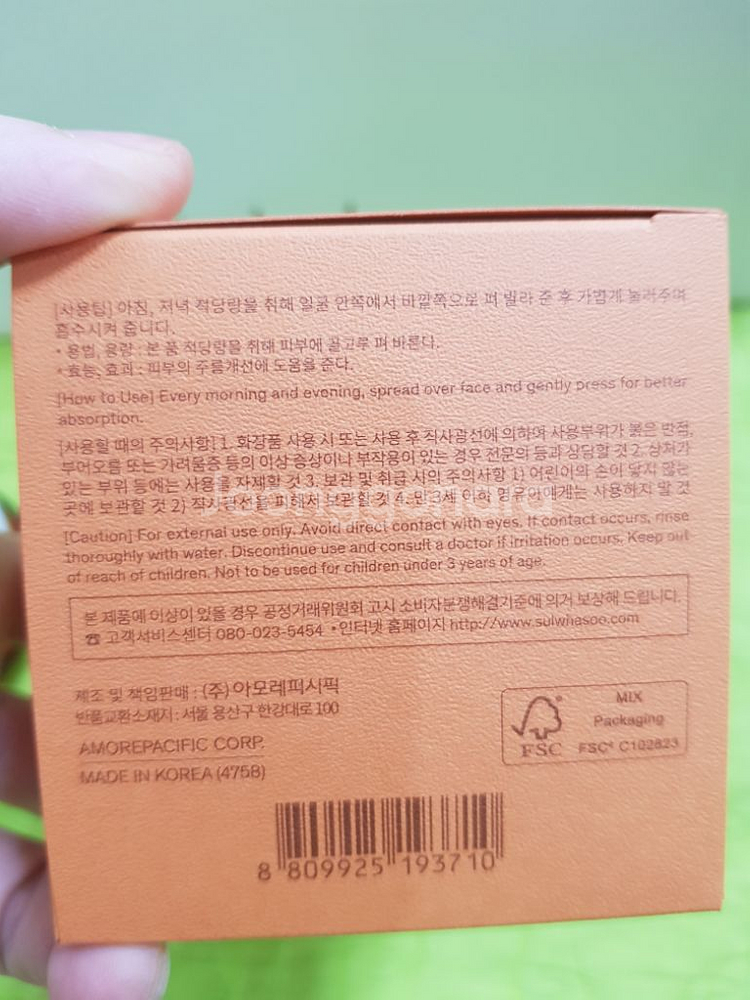 [사용팁] 아침, 저녁 적당량을 취해 얼굴 안쪽에서 바깥쪽으로 펴 발라 준 후 가볍게 눌러주며
흡수시켜 줍니다.
• 용법, 용량 : 본 품 적당량을 취해 피부에 골고루 펴 바른다.
• 효능, 효과 : 피부의 주름개선에 도움을 준다.
[How to Use] Every morning and evening, spread over face and gently press for better
absorption.
[사용할 때의 주의사항] 1. 화장품 사용 시 또는 사용 후 직사광선에 의하여 사용부위가 붉은 반점,
부어오름 또는 가려움증 등의 이상 증상이나 부작용이 있는 경우 전문의 등과 상담할 것 2. 상처가
있는 부위 등에는 사용을 자제할 것 3. 보관 및 취급 시의 주의사항 1) 어린이의 손이 닿지 않는
곳에 보관할 것 2) 직사광선을 피해서 보관할 것 4. 만 3세 이하 영유아에게는 사용하지 말 것
[Caution] For external use only. Avoid direct contact with eyes. If contact occurs, rinse
thoroughly with water. Discontinue use and consult a doctor if irritation occurs. Keep out
of reach of children. Not to be used for children under 3 years of age.
본 제품에 이상이 있을 경우 공정거래위원회 고시 소비자분쟁해결기준에 의거 보상해 드립니다.
☎ 고객서비스센터 080-023-5454 •인터넷 홈페이지 http://www.sulwhasoo.com
제조 및 책임판매 : (주)아모레퍼시픽
반품교환소재지 : 서울 용산구 한강대로 100
AMOREPACIFIC CORP.
MADE IN KOREA (475B)
FSC®
MIX
Packaging
FSC® C102823
8 809925 193710